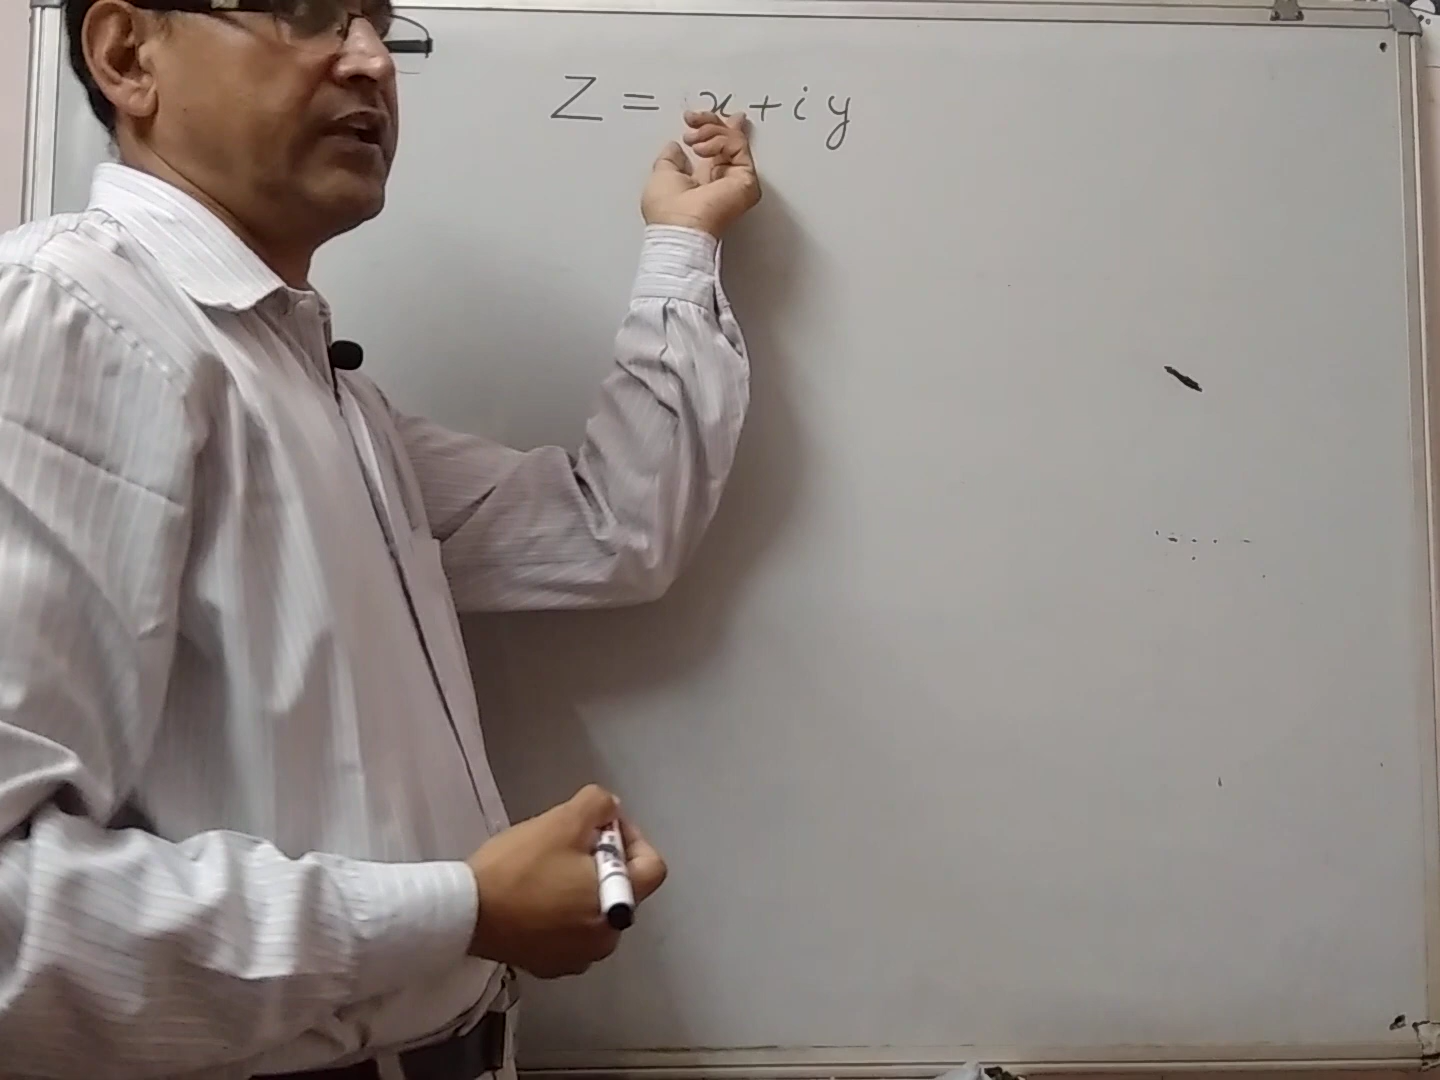 Z = x + i y